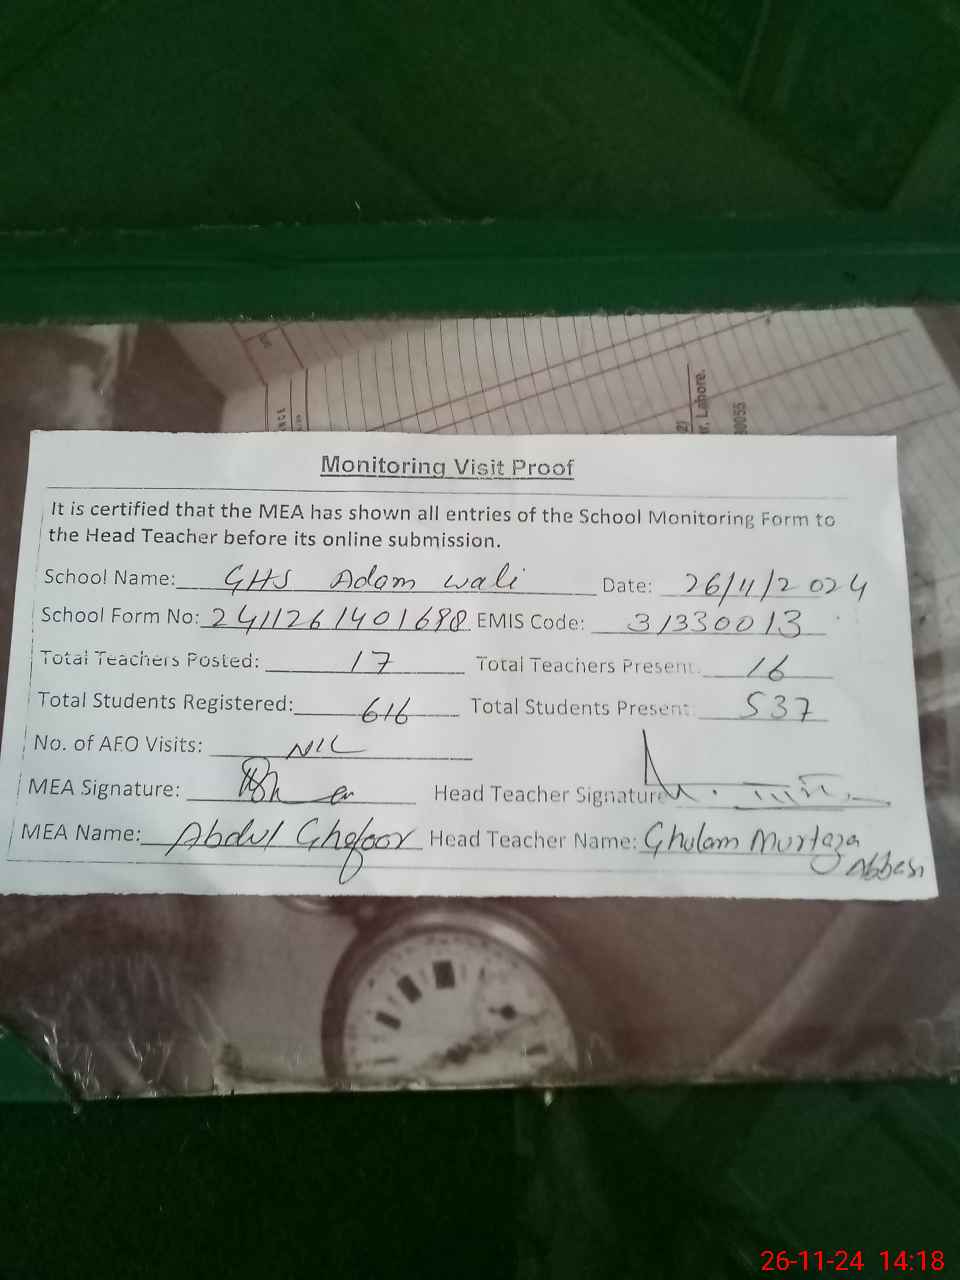 Lahore.
30055
Monitoring Visit Proof
It is certified that the MEA has shown all entries of the School Monitoring Form to
the Head Teacher before its online submission.
School Name: GHS Adam wali Date: 26/11/2024
School Form No: 2411261401698 EMIS Code: 31330013
Total Teachers Posted: 17 Total Teachers Present: 16
Total Students Registered: 616 Total Students Present: 537
No. of AEO Visits: NIL
MEA Signature: Head Teacher Signature
MEA Name: Abdul Ghafoor Head Teacher Name: Ghulam Murtaza
Abbasi
26-11-24 14:18